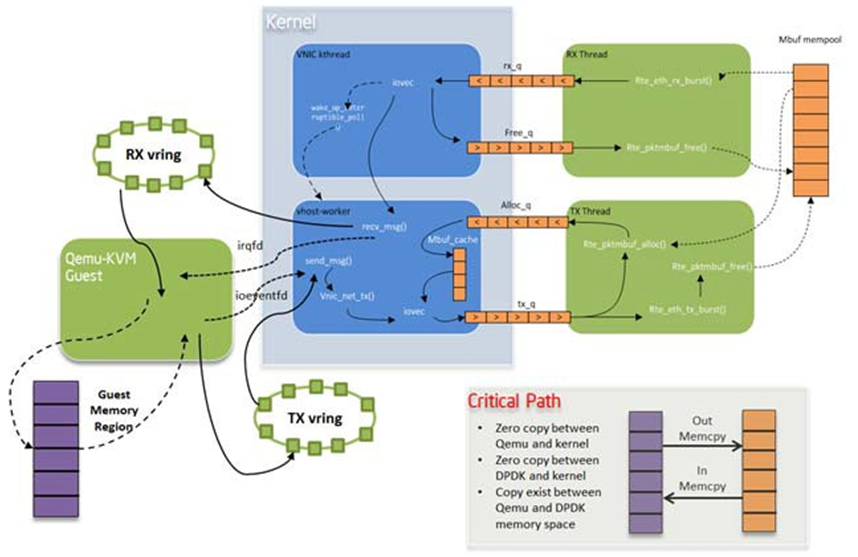 Kernel
Mbuf mempool
VNIC kthread
rx_q
RX Thread
iovec
< < < < <
Rte_eth_rx_burst()
Free_q
> > > > >
Rte_pktmbuf_free()
RX vring
vhost-worker
Alloc_q
TX Thread
recv_msg()
< < < < <
Mbuf_cache
Rte_pktmbuf_alloc()
Qemu-KVM
Guest
irqfd
send_msg()
Rte_pktmbuf_free()
ioeventfd
Vnic_net_tx()
iovec
tx_q
> > > > >
Rte_eth_tx_burst()
Guest
Memory
Region
TX vring
Critical Path
• Zero copy between
Qemu and kernel
• Zero copy between
DPDK and kernel
• Copy exist between
Qemu and DPDK
memory space
Out
Memcpy
In
Memcpy